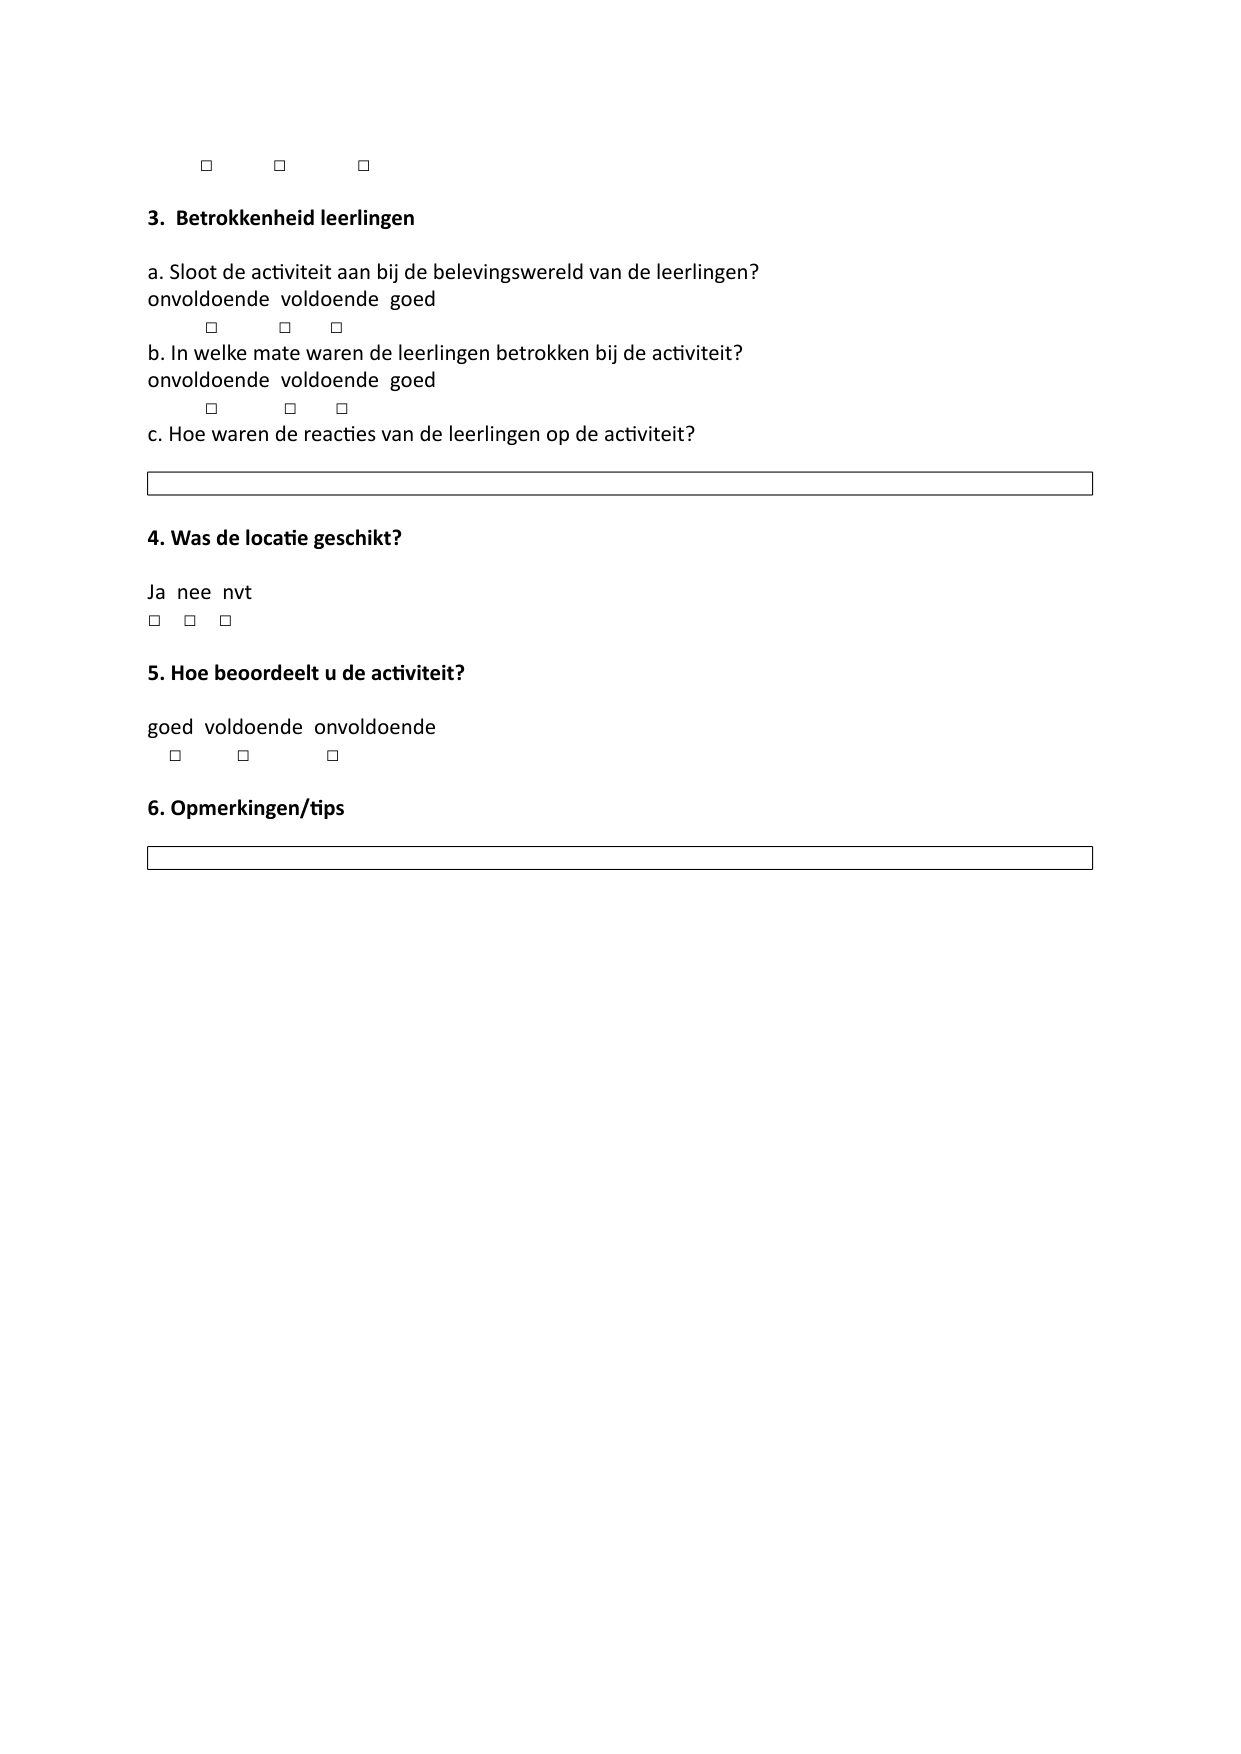 □ □ □
3. Betrokkenheid leerlingen
a. Sloot de activiteit aan bij de belevingswereld van de leerlingen?
onvoldoende voldoende goed
□ □ □
b. In welke mate waren de leerlingen betrokken bij de activiteit?
onvoldoende voldoende goed
□ □ □
c. Hoe waren de reacties van de leerlingen op de activiteit?
4. Was de locatie geschikt?
Ja nee nvt
□ □ □
5. Hoe beoordeelt u de activiteit?
goed voldoende onvoldoende
□ □ □
6. Opmerkingen/tips